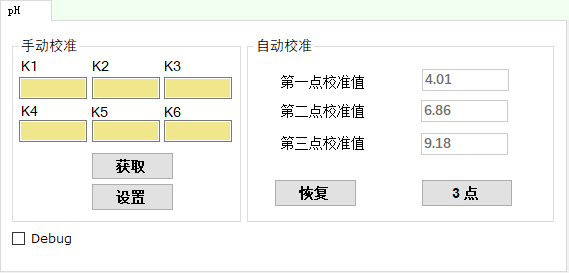 pH
手动校准
K1 K2 K3
K4 K5 K6
获取
设置
自动校准
第一点校准值 4.01
第二点校准值 6.86
第三点校准值 9.18
恢复 3 点
Debug